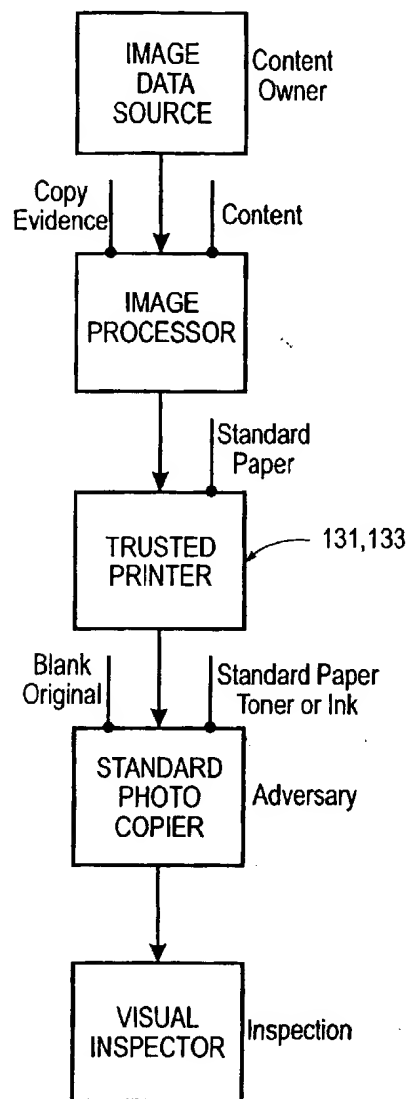 IMAGE
DATA
SOURCE
Content
Owner
Copy
Evidence
Content
IMAGE
PROCESSOR
Standard
Paper
TRUSTED
PRINTER
131,133
Blank
Original
Standard Paper
Toner or Ink
STANDARD
PHOTO
COPIER
Adversary
VISUAL
INSPECTOR
Inspection